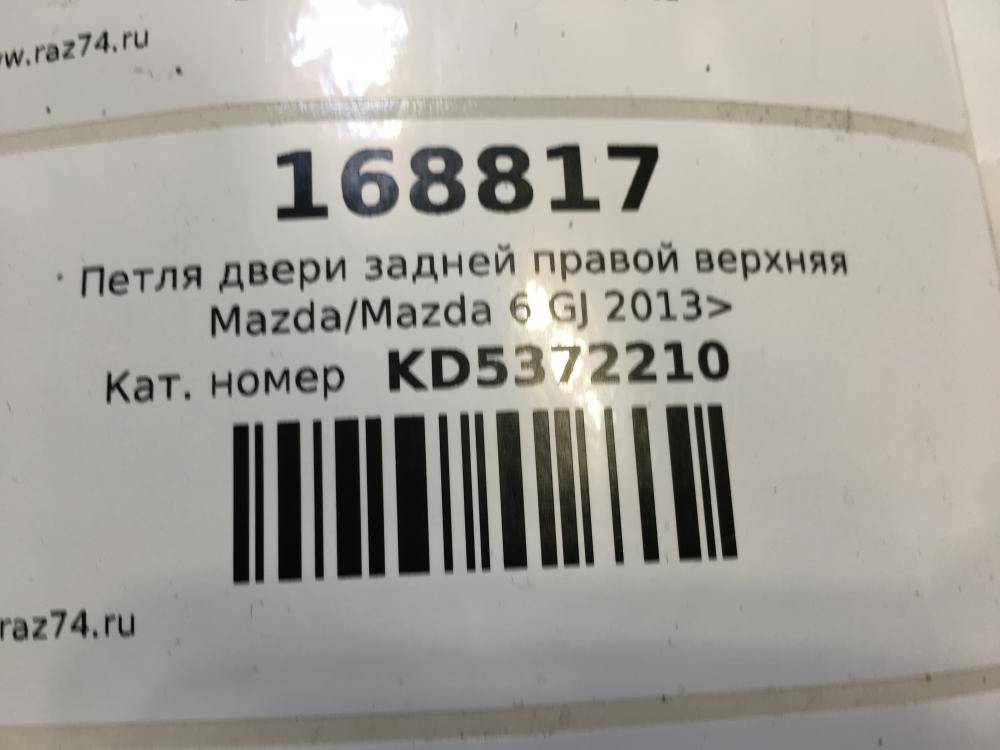 raz74.ru
168817
Петля двери задней правой верхняя
Mazda/Mazda 6 GJ 2013>
Кат. номер KD5372210
raz74.ru